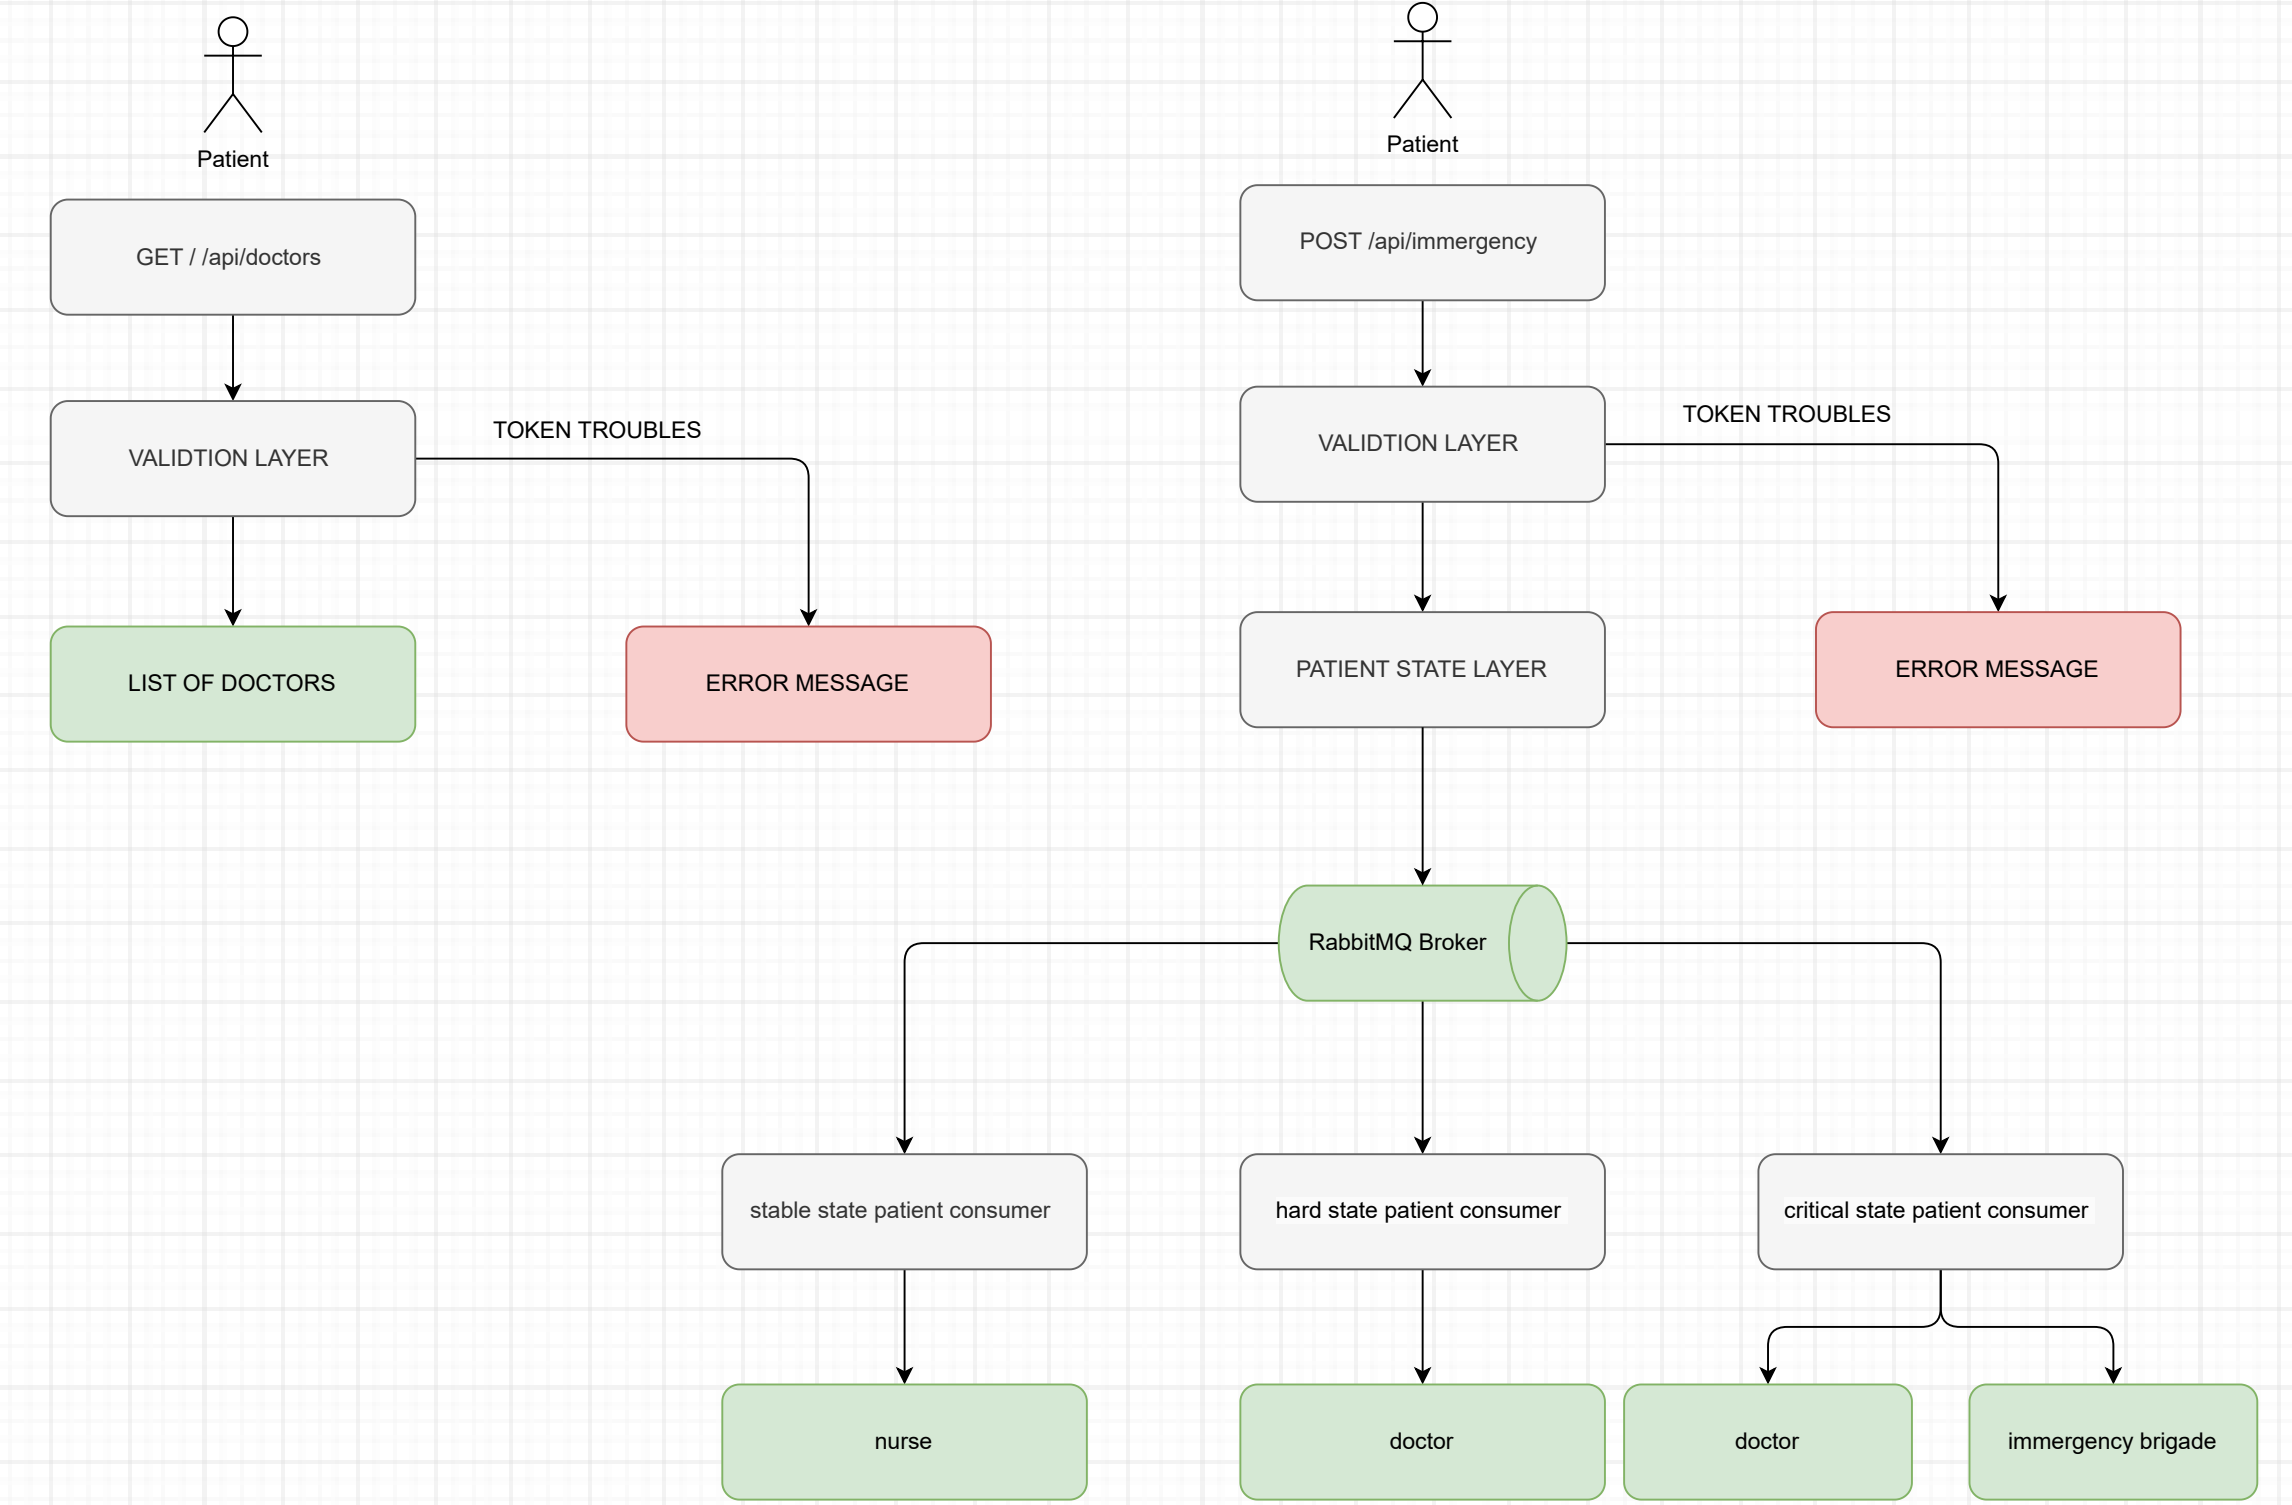 Patient
GET / /api/doctors
VALIDTION LAYER
TOKEN TROUBLES
LIST OF DOCTORS
ERROR MESSAGE
Patient
POST /api/immergency
VALIDTION LAYER
TOKEN TROUBLES
PATIENT STATE LAYER
ERROR MESSAGE
RabbitMQ Broker
stable state patient consumer
hard state patient consumer
critical state patient consumer
nurse
doctor
doctor
immergency brigade